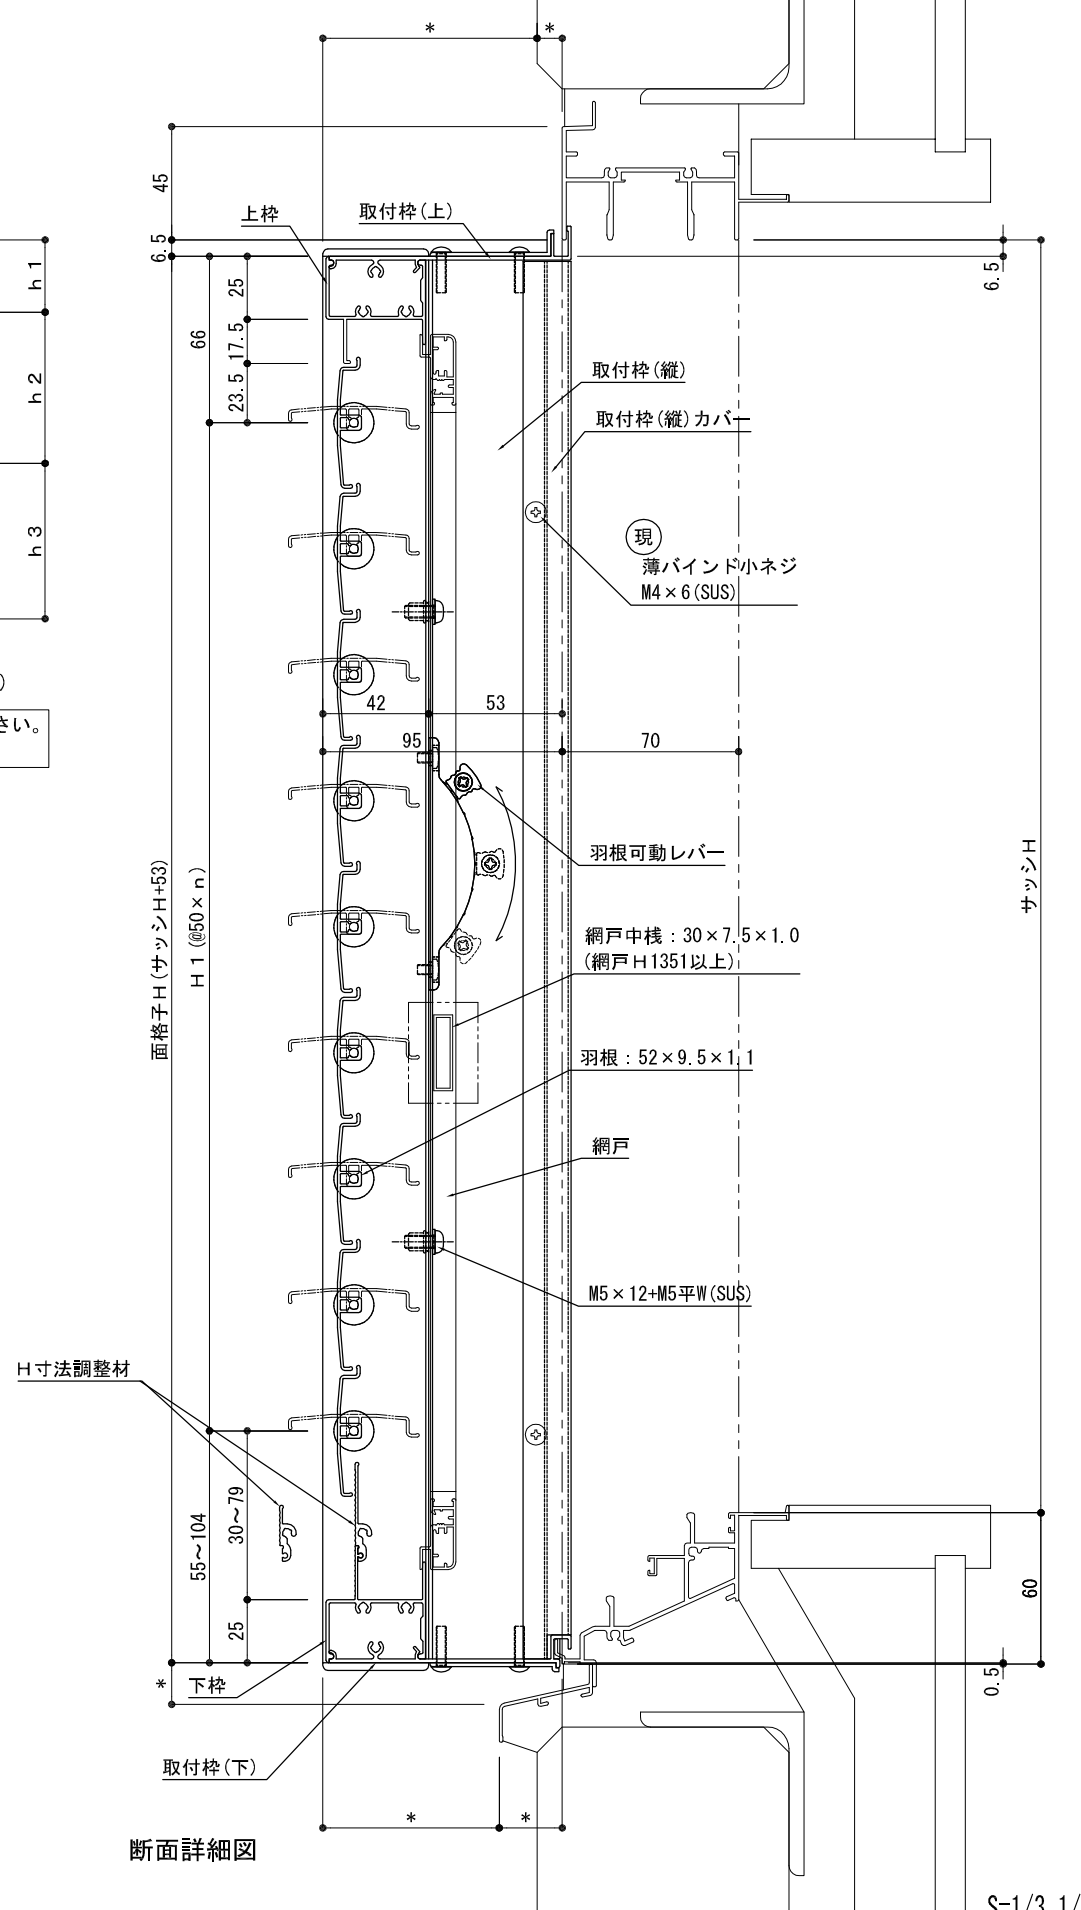 *
*
45
上枠
取付枠(上)
6.5
6.5
h1
25
66
17.5
23.5
h2
取付枠(縦)
取付枠(縦)カバー
h3
現
薄バインド小ネジ
M4×6(SUS)
)
さい。
42
53
95
70
羽根可動レバー
サッシH
面格子H(サッシH+53)
H1(@50×n)
網戸中桟：30×7.5×1.0
(網戸H1351以上)
羽根：52×9.5×1.1
網戸
M5×12+M5平W(SUS)
H寸法調整材
30～79
55～104
25
60
0.5
*
下枠
取付枠(下)
*
*
断面詳細図
S-1/3 1/